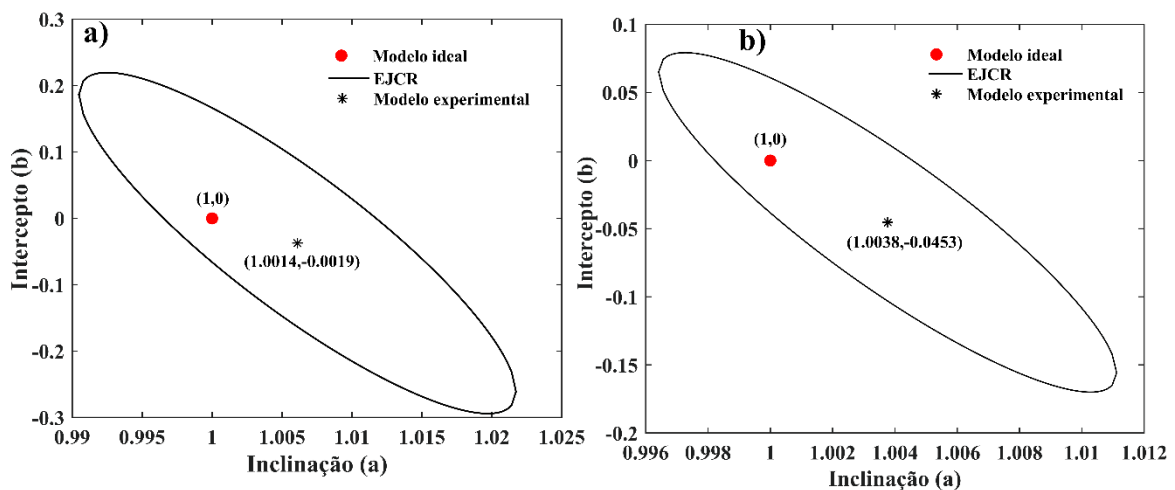 a)
Modelo ideal
EJCR
Modelo experimental
(1,0)
(1.0014,-0.0019)
0.3
0.2
0.1
0
-0.1
-0.2
-0.3
Intercepto (b)
0.99 0.995 1 1.005 1.01 1.015 1.02 1.025
Inclinação (a)
b)
Modelo ideal
EJCR
Modelo experimental
(1,0)
(1.0038,-0.0453)
0.1
0.05
0
-0.05
-0.1
-0.15
-0.2
Intercepto (b)
0.996 0.998 1 1.002 1.004 1.006 1.008 1.01 1.012
Inclinação (a)